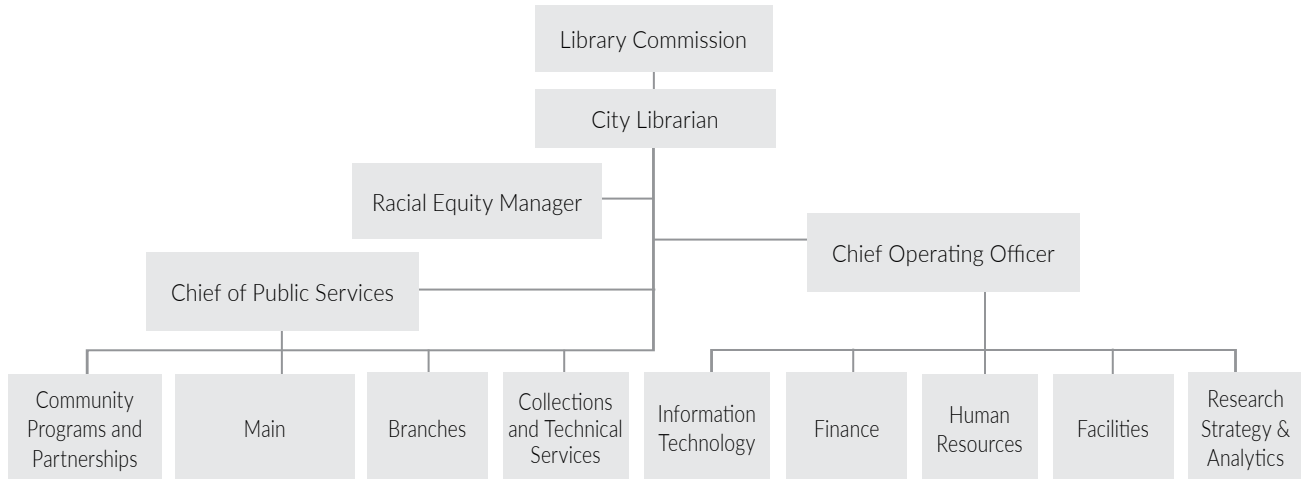 Library Commission
City Librarian
Racial Equity Manager
Chief Operating Officer
Chief of Public Services
Community
Programs and
Partnerships
Main
Branches
Collections
and Technical
Services
Information
Technology
Finance
Human
Resources
Facilities
Research
Strategy &
Analytics